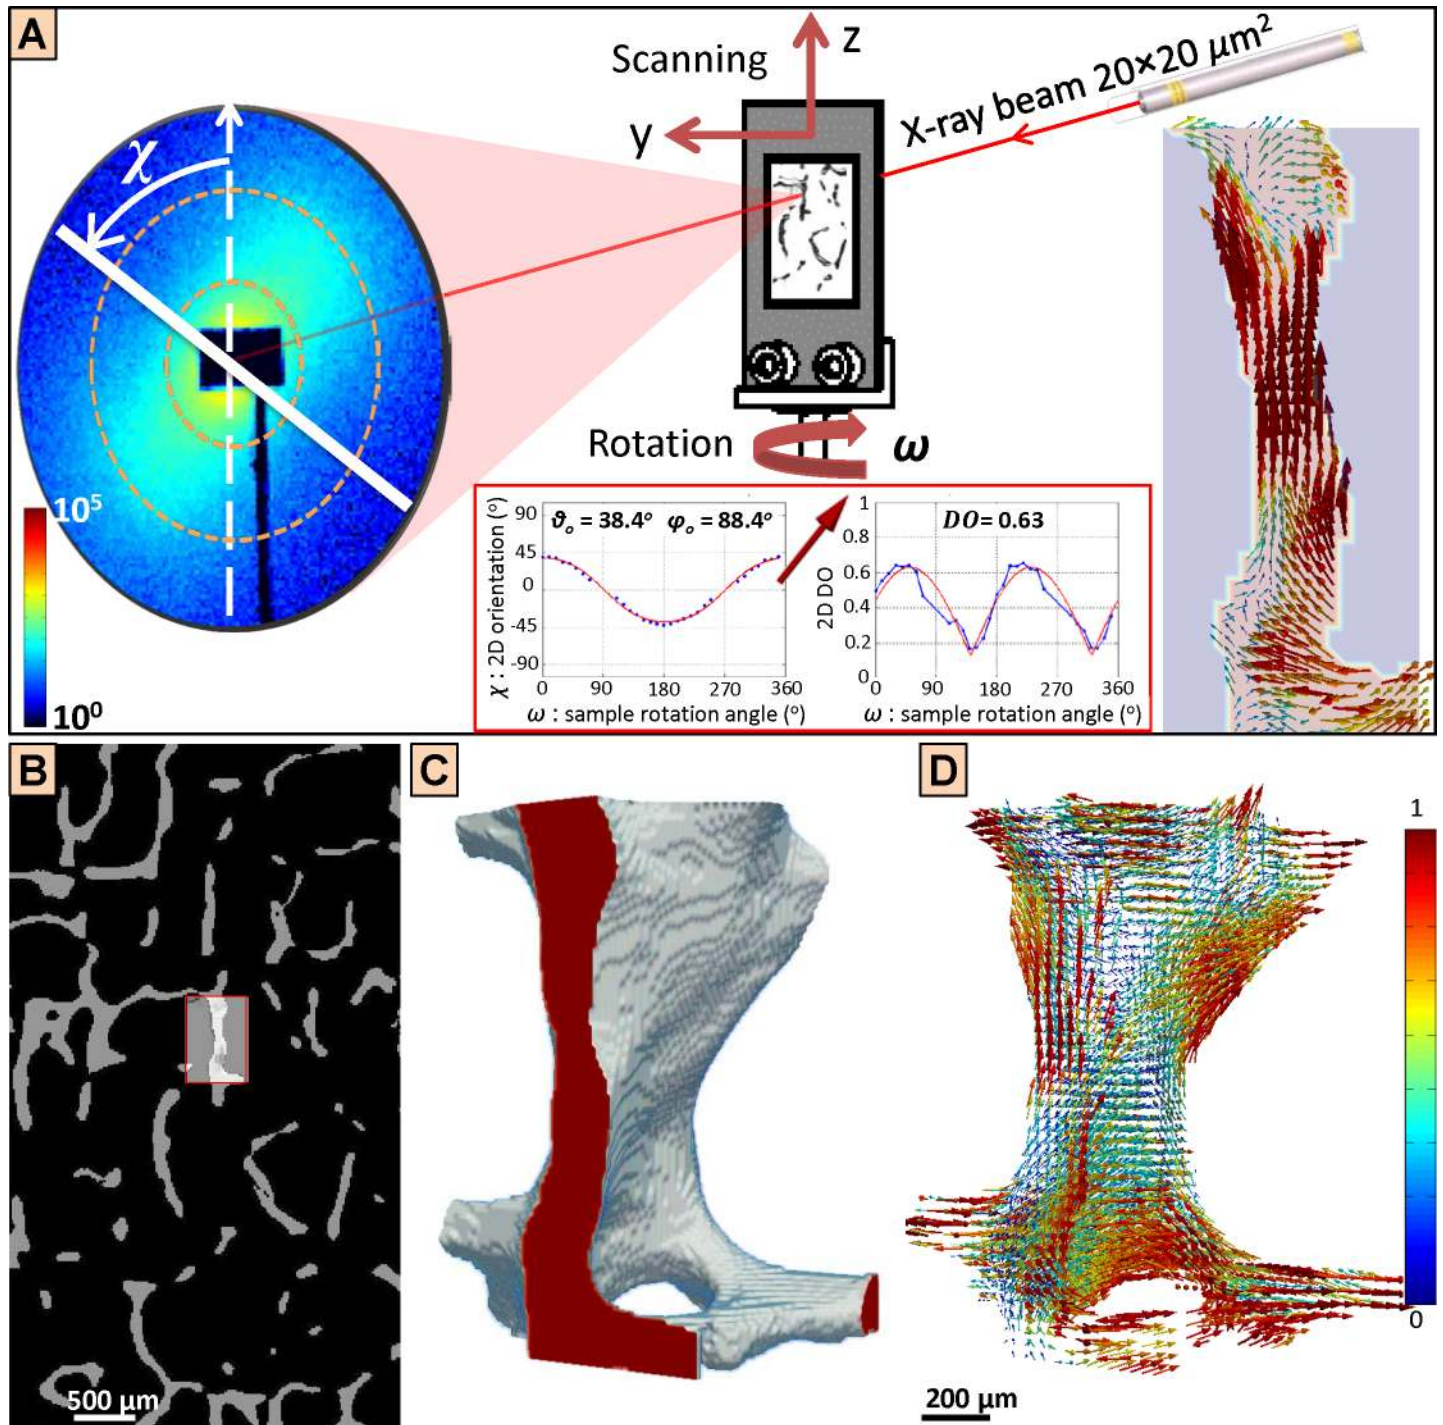 A
Scanning
z
y
X-ray beam 20×20 μm²
χ
10⁵
10⁰
Rotation
ω
ϑₒ = 38.4° φₒ = 88.4°
90
45
0
-45
-90
χ : 2D orientation (°)
0 90 180 270 360
ω : sample rotation angle (°)
DO = 0.63
1
0.8
0.6
0.4
0.2
0
2D DO
0 90 180 270 360
ω : sample rotation angle (°)
B
500 μm
C
D
1
0
200 μm